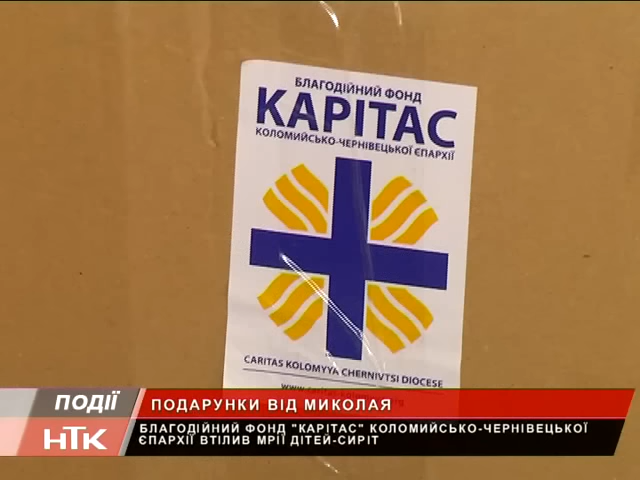 БЛАГОДІЙНИЙ ФОНД
КАРІТАС
КОЛОМИЙСЬКО-ЧЕРНІВЕЦЬКОЇ ЄПАРХІЇ
CARITAS KOLOMYYA CHERNIVTSI DIOCESE
ПОДІЇ
НТК
ПОДАРУНКИ ВІД МИКОЛАЯ
БЛАГОДІЙНИЙ ФОНД "КАРІТАС" КОЛОМИЙСЬКО-ЧЕРНІВЕЦЬКОЇ
ЄПАРХІЇ ВТІЛИВ МРІЇ ДІТЕЙ-СИРІТ